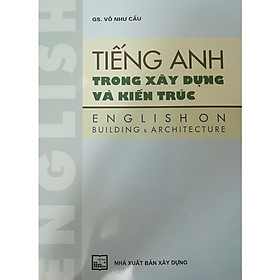 GS. VÕ NHƯ CẦU
TIẾNG ANH
TRONG XÂY DỰNG
VÀ KIẾN TRÚC
ENGLISH ON
BUILDING & ARCHITECTURE
NHÀ XUẤT BẢN XÂY DỰNG
ENGLISH
ENGLISH